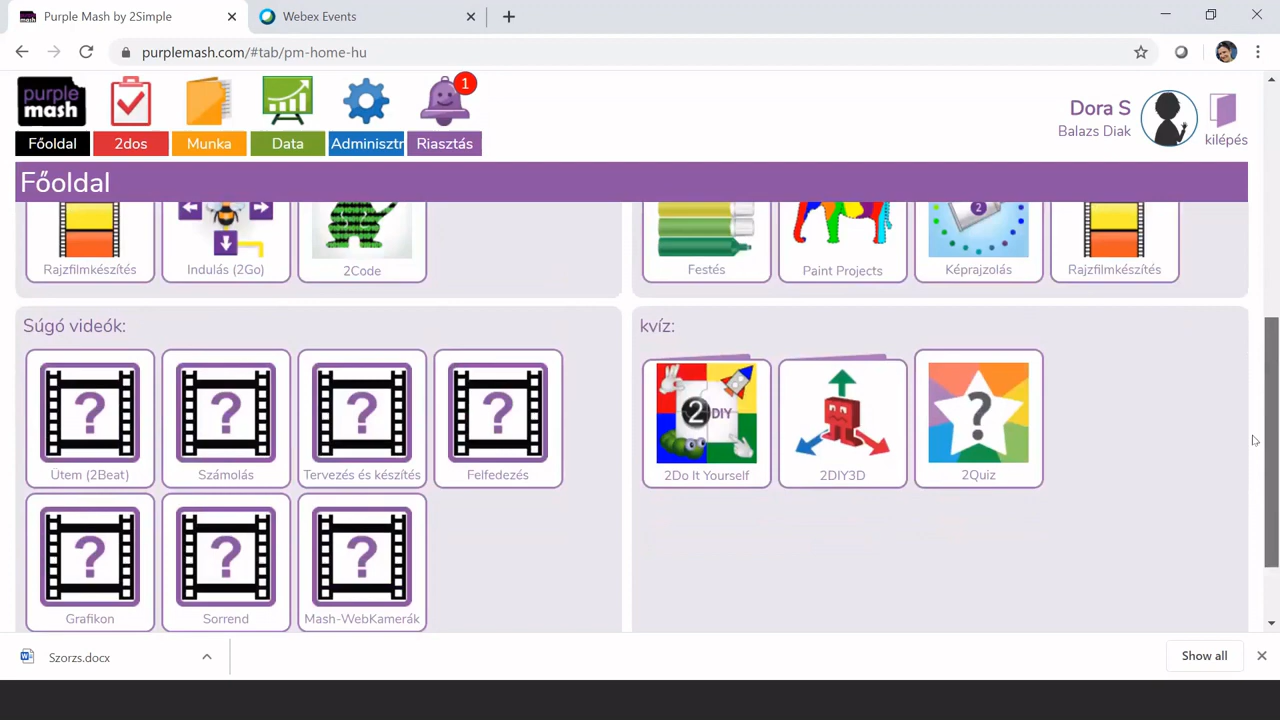 Purple Mash by 2Simple
Webex Events
purplemash.com/#tab/pm-home-hu
purple mash
1
Főoldal
2dos
Munka
Data
Adminisztr
Riasztás
Dora S
Balazs Diak
kilépés
Főoldal
Rajzfilmkészítés
Indulás (2Go)
2Code
2
Festés
Paint Projects
Képrajzolás
Rajzfilmkészítés
Súgó videók:
?
?
?
?
Ütem (2Beat)
Számolás
Tervezés és készítés
Felfedezés
?
?
?
Grafikon
Sorrend
Mash-WebKamerák
kvíz:
2 DIY
?
2Do It Yourself
2DIY3D
2Quiz
Szorzs.docx
Show all